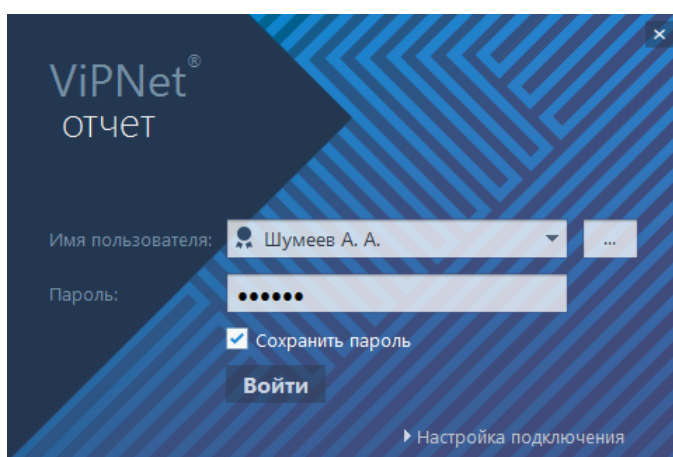 ViPNet®
отчет
Имя пользователя: Шумеев А. А. ...
Пароль: ••••••
Сохранить пароль
Войти
Настройка подключения